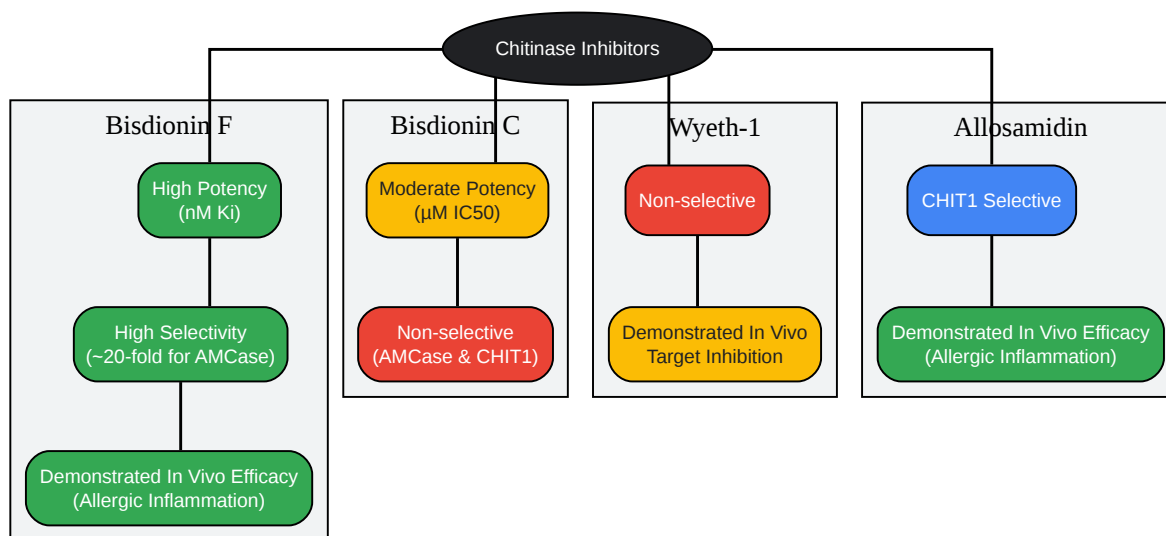 Chitinase Inhibitors
Bisdionin F
High Potency
(nM Ki)
High Selectivity
(~20-fold for AMCase)
Demonstrated In Vivo Efficacy
(Allergic Inflammation)
Bisdionin C
Moderate Potency
(µM IC50)
Non-selective
(AMCase & CHIT1)
Wyeth-1
Non-selective
Demonstrated In Vivo
Target Inhibition
Allosamidin
CHIT1 Selective
Demonstrated In Vivo Efficacy
(Allergic Inflammation)